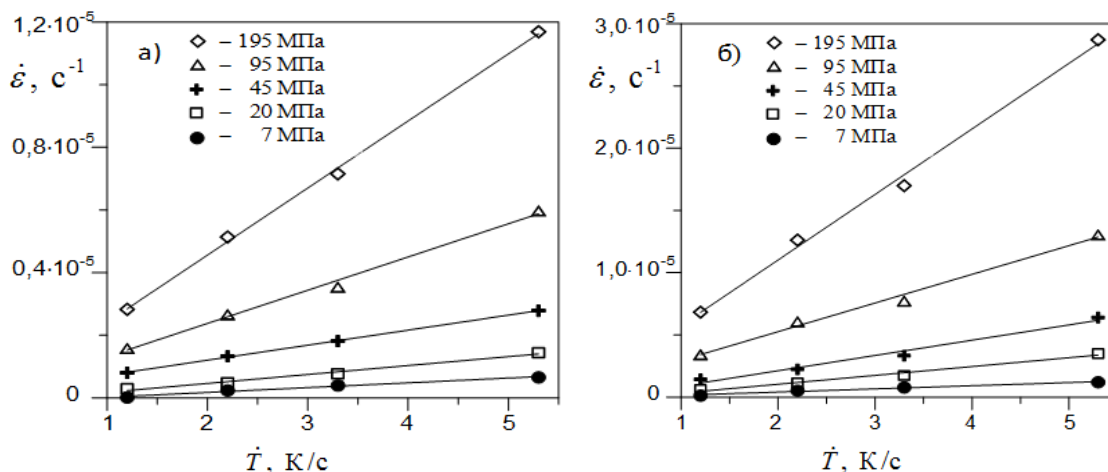 1,2·10⁻⁵
а)
ε̇ , с⁻¹
0,8·10⁻⁵
0,4·10⁻⁵
0
◇ – 195 МПа
△ – 95 МПа
✚ – 45 МПа
□ – 20 МПа
● – 7 МПа
1 2 3 4 5
Ṫ , К/с
3,0·10⁻⁵
б)
ε̇ , с⁻¹
2,0·10⁻⁵
1,0·10⁻⁵
0
◇ – 195 МПа
△ – 95 МПа
✚ – 45 МПа
□ – 20 МПа
● – 7 МПа
1 2 3 4 5
Ṫ , К/с